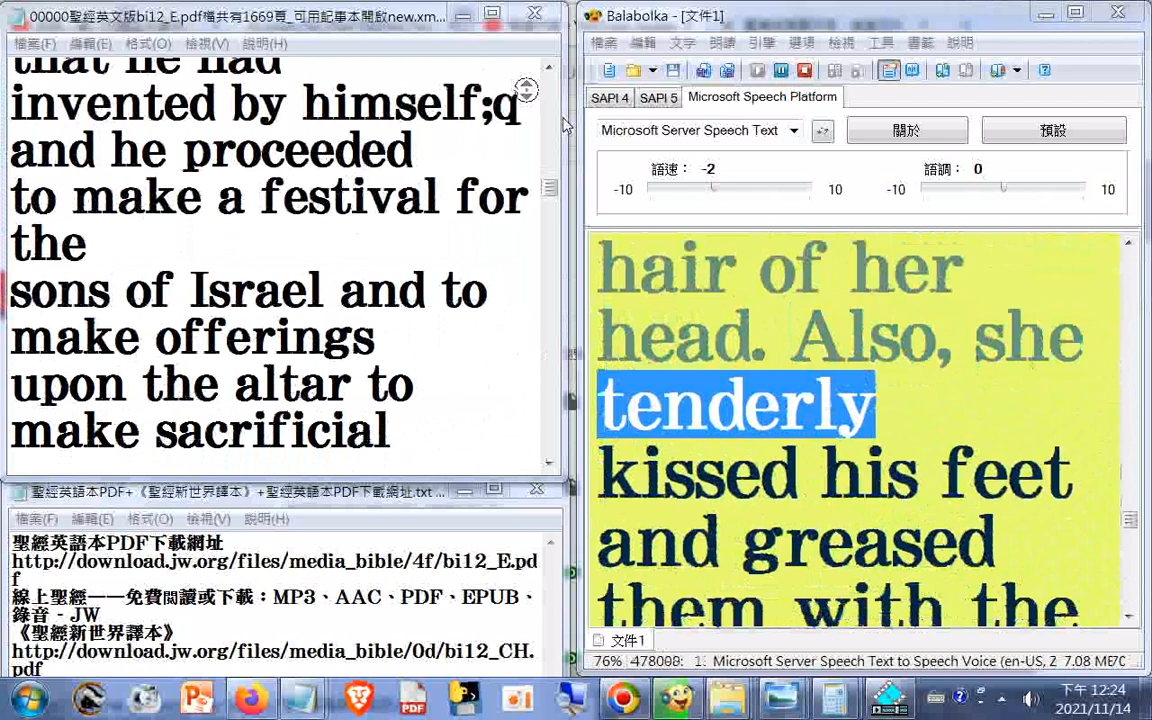 00000聖經英文版bi12_E.pdf檔共有1669頁_可用記事本開啟new.xm...
檔案(F) 編輯(E) 格式(O) 檢視(V) 說明(H)
that he had
invented by himself;q
and he proceeded
to make a festival for
the
sons of Israel and to
make offerings
upon the altar to
make sacrificial
聖經英語本PDF+《聖經新世界譯本》+聖經英語本PDF下載網址.txt ...
檔案(F) 編輯(E) 格式(O) 檢視(V) 說明(H)
聖經英語本PDF下載網址
http://download.jw.org/files/media_bible/4f/bi12_E.pd
f
線上聖經——免費閱讀或下載：MP3、AAC、PDF、EPUB、
錄音 - JW
《聖經新世界譯本》
http://download.jw.org/files/media_bible/0d/bi12_CH.
pdf
Balabolka - [文件1]
檔案 編輯 文字 朗讀 引擎 選項 檢視 工具 書籤 說明
SAPI 4 SAPI 5 Microsoft Speech Platform
Microsoft Server Speech Text 關於 預設
語速： -2 語調： 0
-10 10 -10 10
hair of her
head. Also, she
tenderly
kissed his feet
and greased
them with the
文件1
76% 478008: 1: Microsoft Server Speech Text to Speech Voice (en-US, Z 7.08 МБ
PDF
下午 12:24
2021/11/14